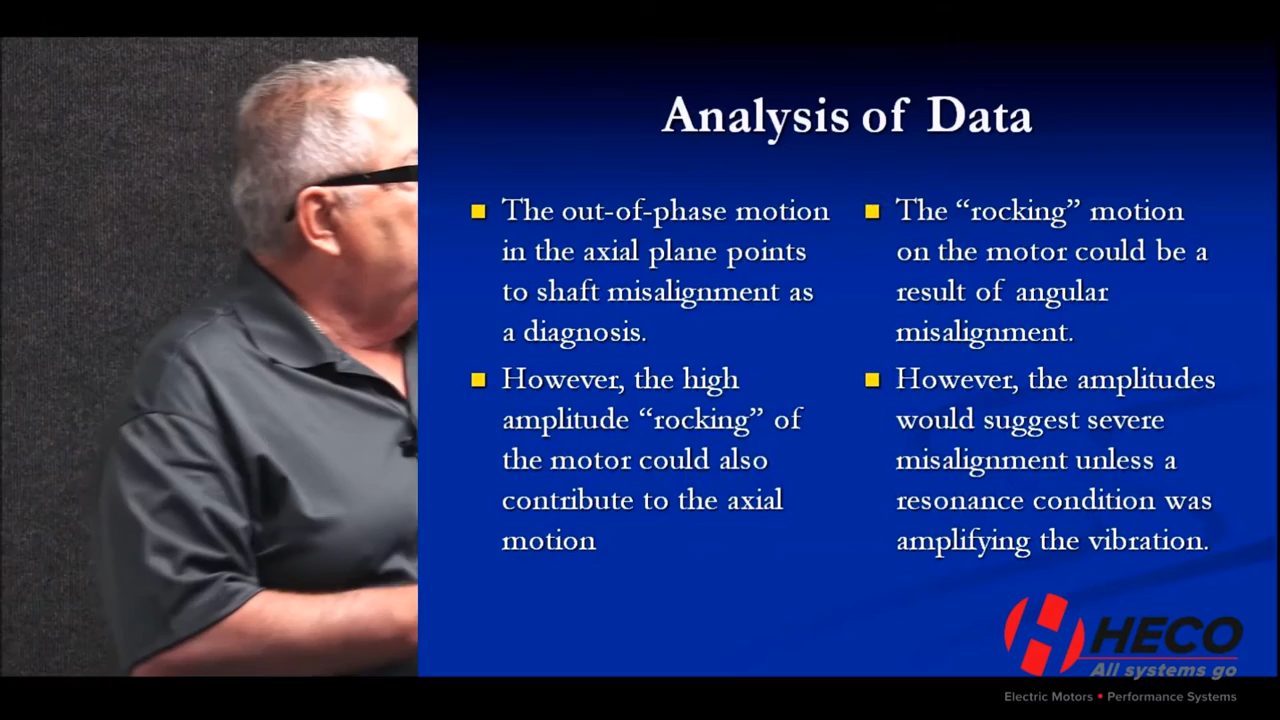 Analysis of Data
The out-of-phase motion
in the axial plane points
to shaft misalignment as
a diagnosis.
However, the high
amplitude “rocking” of
the motor could also
contribute to the axial
motion
The “rocking” motion
on the motor could be a
result of angular
misalignment.
However, the amplitudes
would suggest severe
misalignment unless a
resonance condition was
amplifying the vibration.
H HECO
All systems go
Electric Motors • Performance Systems